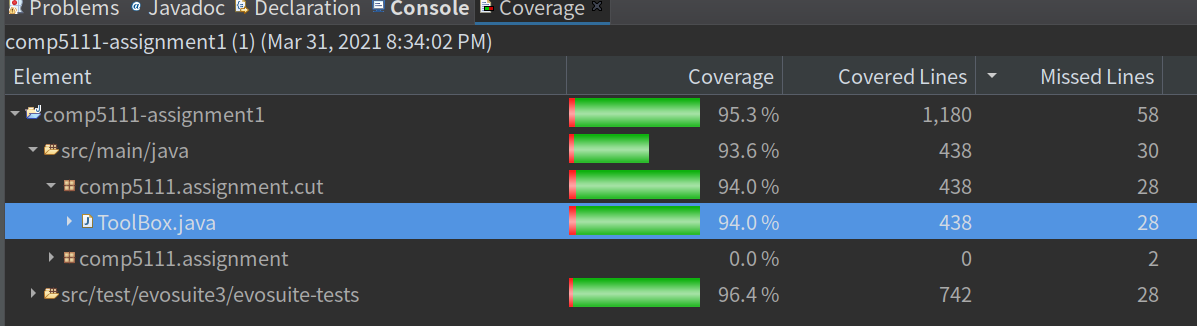 Problems @ Javadoc Declaration Console Coverage
comp5111-assignment1 (1) (Mar 31, 2021 8:34:02 PM)
Element Coverage Covered Lines Missed Lines
comp5111-assignment1 95.3 % 1,180 58
src/main/java 93.6 % 438 30
comp5111.assignment.cut 94.0 % 438 28
ToolBox.java 94.0 % 438 28
comp5111.assignment 0.0 % 0 2
src/test/evosuite3/evosuite-tests 96.4 % 742 28